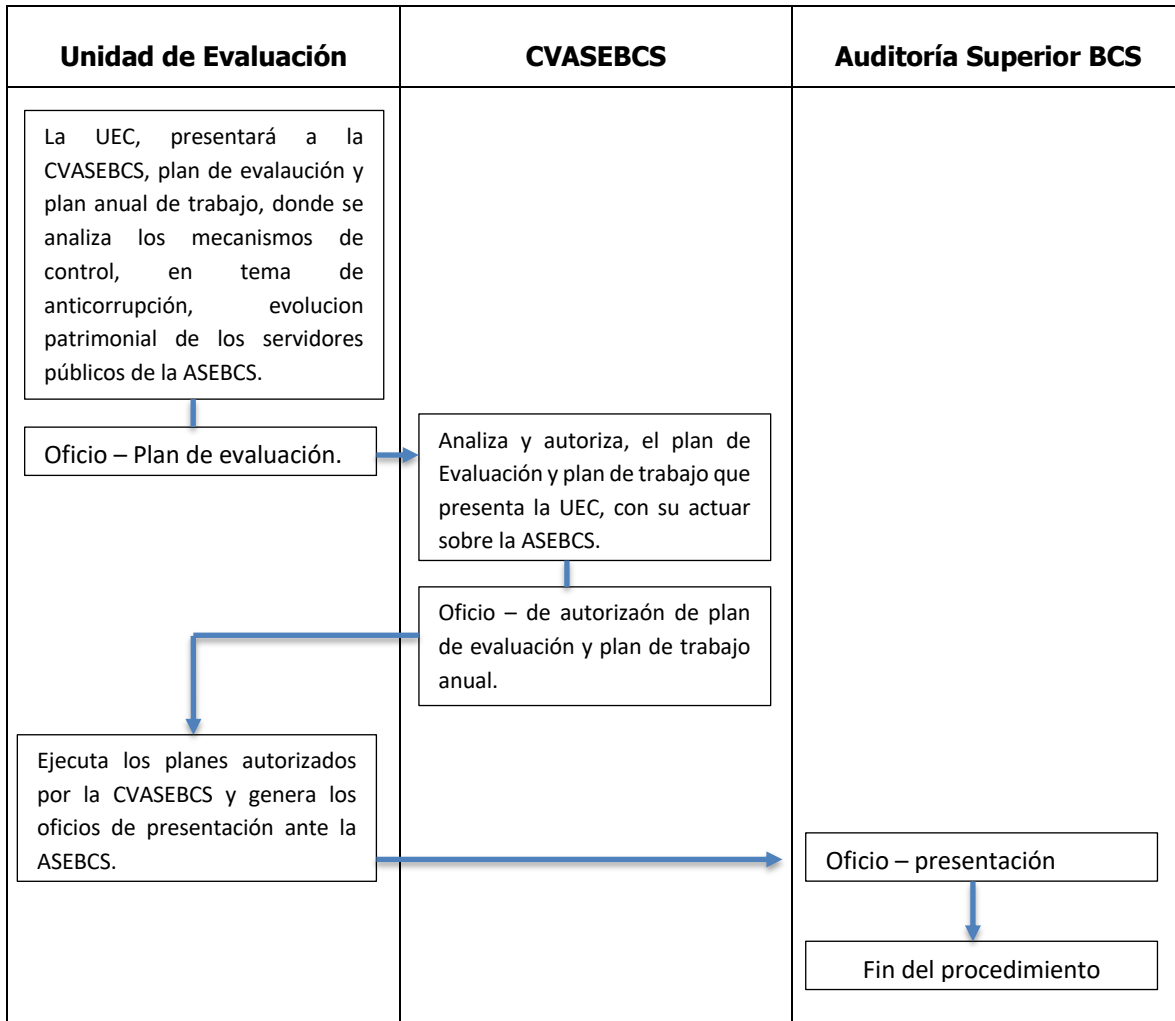 Unidad de Evaluación
CVASEBCS
Auditoría Superior BCS
La UEC, presentará a la
CVASEBCS, plan de evalaución y
plan anual de trabajo, donde se
analiza los mecanismos de
control, en tema de
anticorrupción, evolucion
patrimonial de los servidores
públicos de la ASEBCS.
Oficio – Plan de evaluación.
Analiza y autoriza, el plan de
Evaluación y plan de trabajo que
presenta la UEC, con su actuar
sobre la ASEBCS.
Oficio – de autorizaón de plan
de evaluación y plan de trabajo
anual.
Ejecuta los planes autorizados
por la CVASEBCS y genera los
oficios de presentación ante la
ASEBCS.
Oficio – presentación
Fin del procedimiento